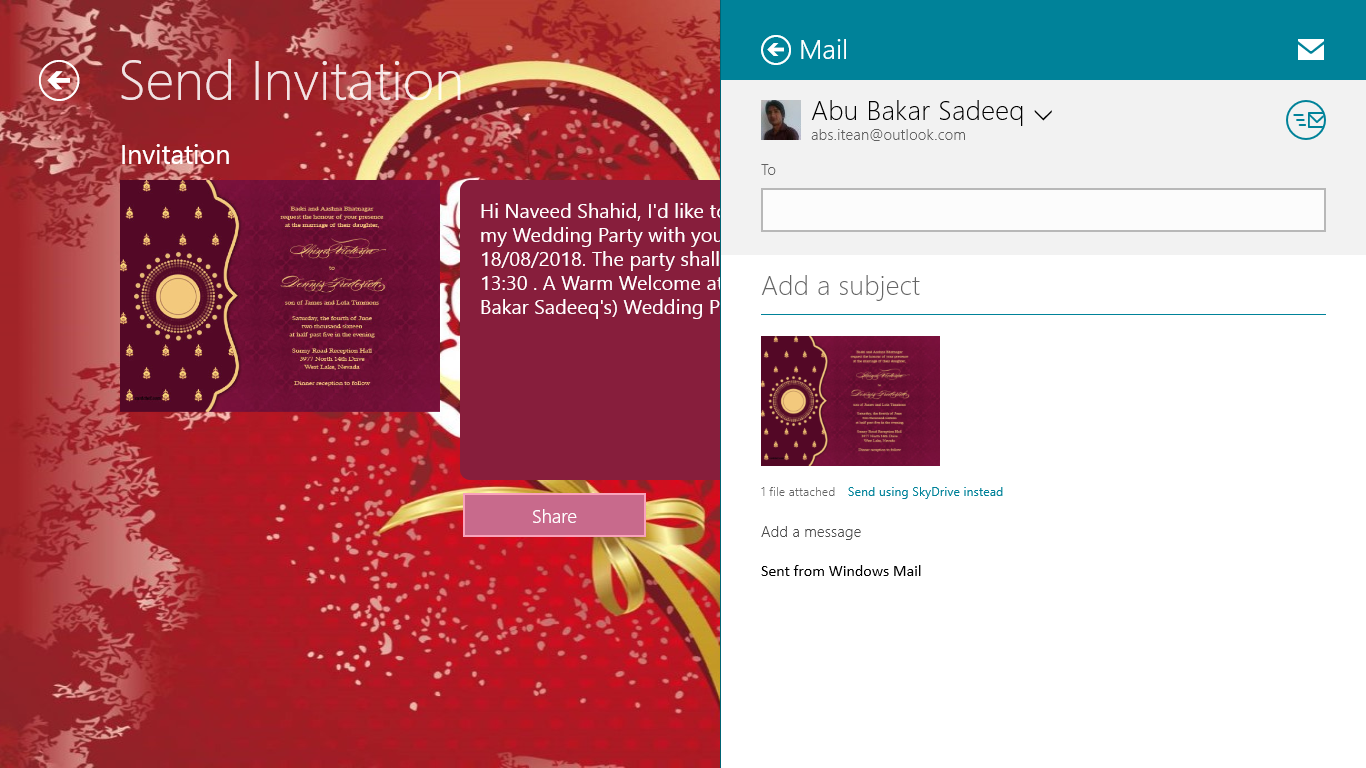 Send Invitation
Invitation
Badri and Aashna Bhatnagar
request the honour of your presence
at the marriage of their daughter,
to
son of James and Lola Timmons
Saturday, the fourth of June
two thousand sixteen
at half past five in the evening
Sunny Road Reception Hall
3977 North 14th Drive
West Lake, Nevada
Dinner reception to follow
Hi Naveed Shahid, I'd like to
my Wedding Party with you
18/08/2018. The party shall
13:30 . A Warm Welcome at
Bakar Sadeeq's) Wedding P
Share
Mail
Abu Bakar Sadeeq
abs.itean@outlook.com
To
Add a subject
1 file attached Send using SkyDrive instead
Add a message
Sent from Windows Mail